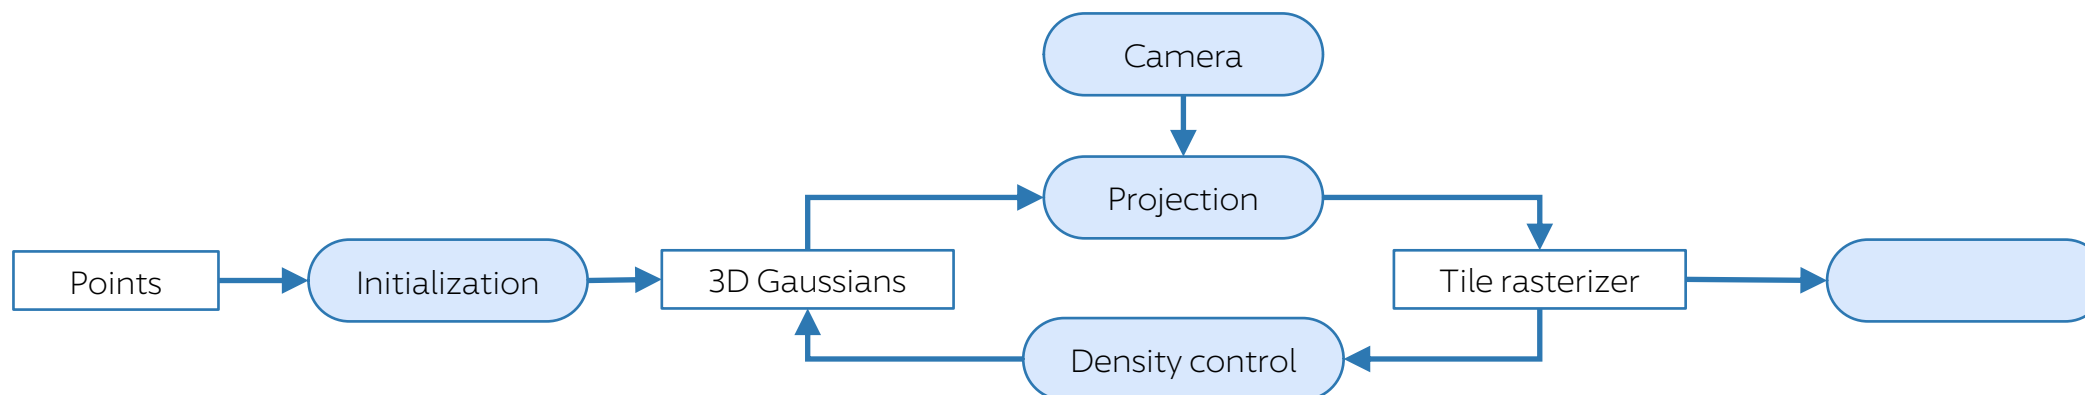 Camera
Projection
Points
Initialization
3D Gaussians
Tile rasterizer
Density control